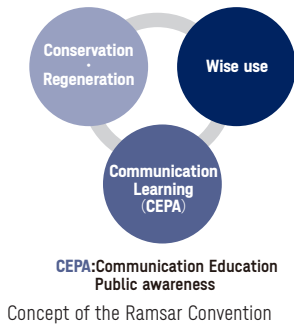 Conservation
・
Regeneration
Wise use
Communication
Learning
（CEPA）
CEPA:Communication Education
Public awareness
Concept of the Ramsar Convention